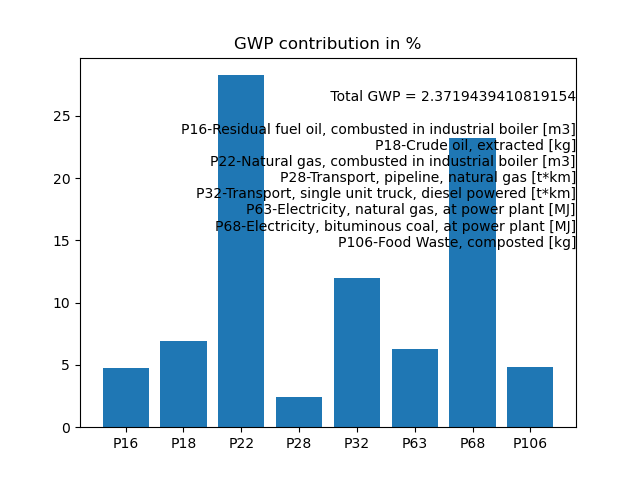 GWP contribution in %
Total GWP = 2.3719439410819154
P16-Residual fuel oil, combusted in industrial boiler [m3]
P18-Crude oil, extracted [kg]
P22-Natural gas, combusted in industrial boiler [m3]
P28-Transport, pipeline, natural gas [t*km]
P32-Transport, single unit truck, diesel powered [t*km]
P63-Electricity, natural gas, at power plant [MJ]
P68-Electricity, bituminous coal, at power plant [MJ]
P106-Food Waste, composted [kg]
25
20
15
10
5
0
P16 P18 P22 P28 P32 P63 P68 P106